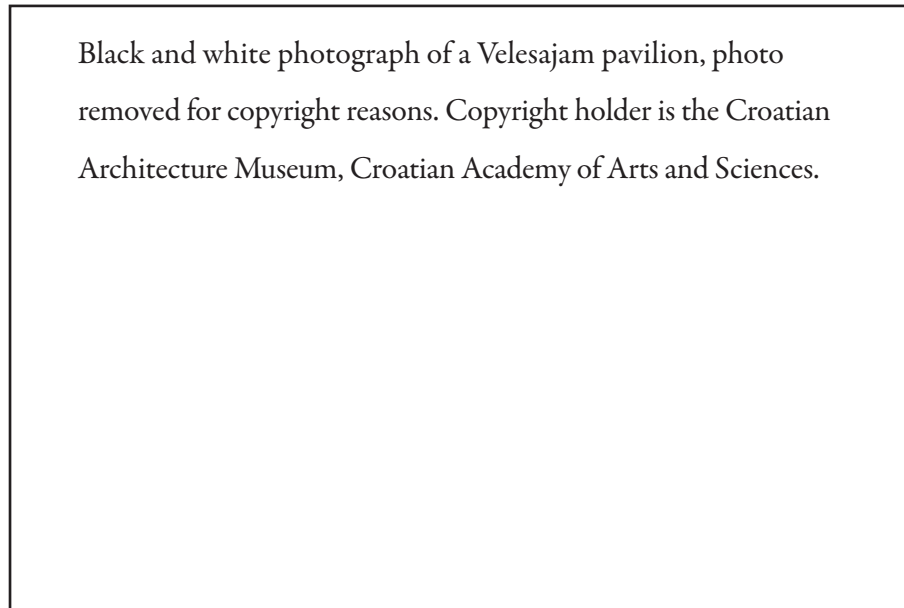 Black and white photograph of a Velesajam pavilion, photo
removed for copyright reasons. Copyright holder is the Croatian
Architecture Museum, Croatian Academy of Arts and Sciences.